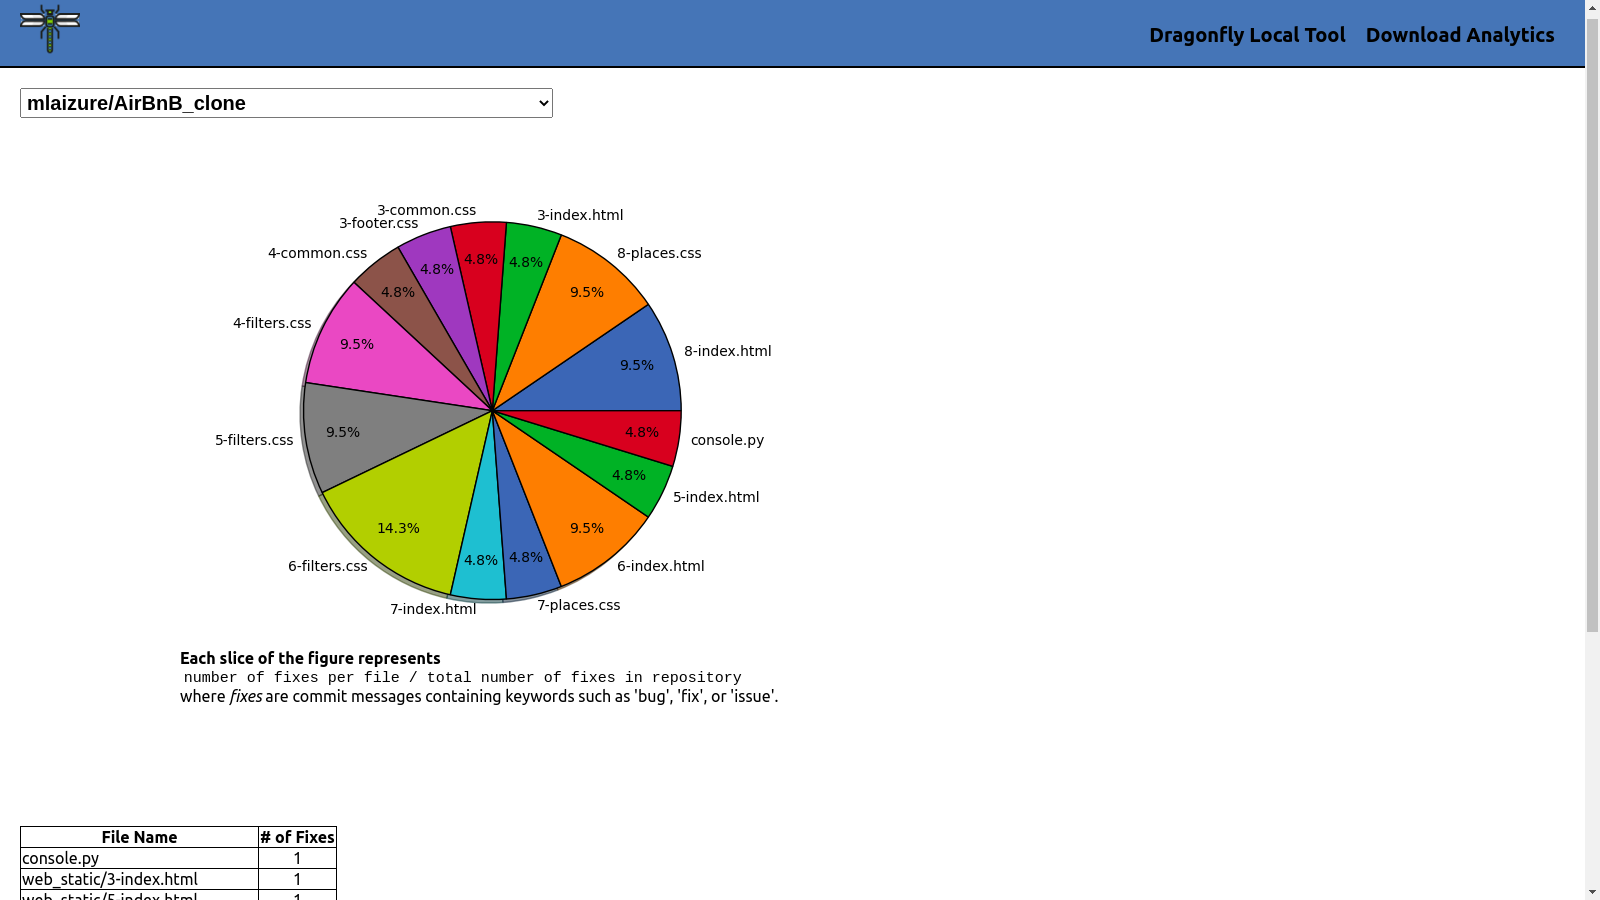 Dragonfly Local Tool Download Analytics
mlaizure/AirBnB_clone
3-common.css
3-index.html
3-footer.css
4-common.css
8-places.css
4.8%
4.8%
4.8%
4.8%
9.5%
4-filters.css
9.5%
8-index.html
9.5%
5-filters.css
9.5%
4.8%
console.py
4.8%
5-index.html
14.3%
9.5%
4.8%
4.8%
6-filters.css
6-index.html
7-index.html
7-places.css
Each slice of the figure represents
number of fixes per file / total number of fixes in repository
where fixes are commit messages containing keywords such as 'bug', 'fix', or 'issue'.
File Name # of Fixes
console.py 1
web_static/3-index.html 1
web_static/5-index.html 1